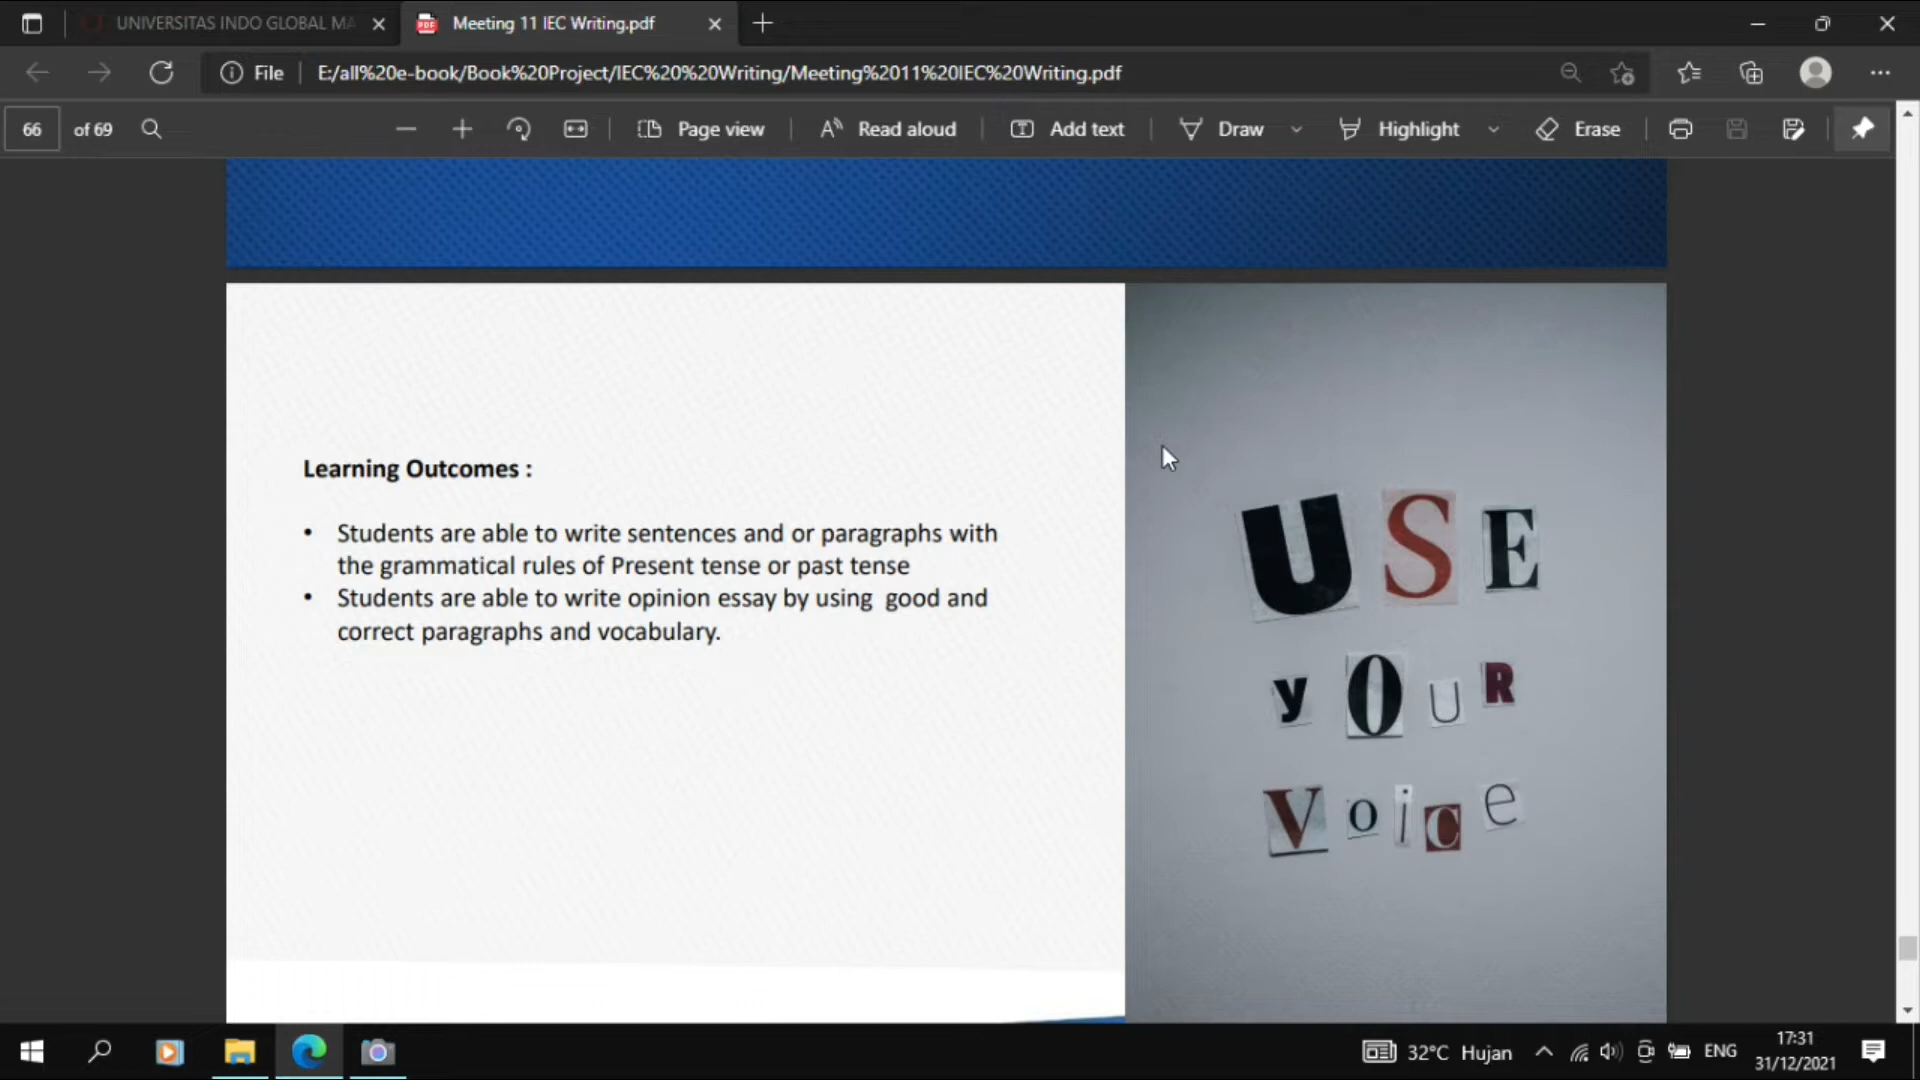 UNIVERSITAS INDO GLOBAL MA
Meeting 11 IEC Writing.pdf
File
E:/all%20e-book/Book%20Project/IEC%20%20Writing/Meeting%2011%20IEC%20Writing.pdf
66 of 69
Page view
Read aloud
Add text
Draw
Highlight
Erase
Learning Outcomes :
• Students are able to write sentences and or paragraphs with
the grammatical rules of Present tense or past tense
• Students are able to write opinion essay by using good and
correct paragraphs and vocabulary.
USE
yOUR
VoiCe
32°C Hujan
ENG
17:31
31/12/2021